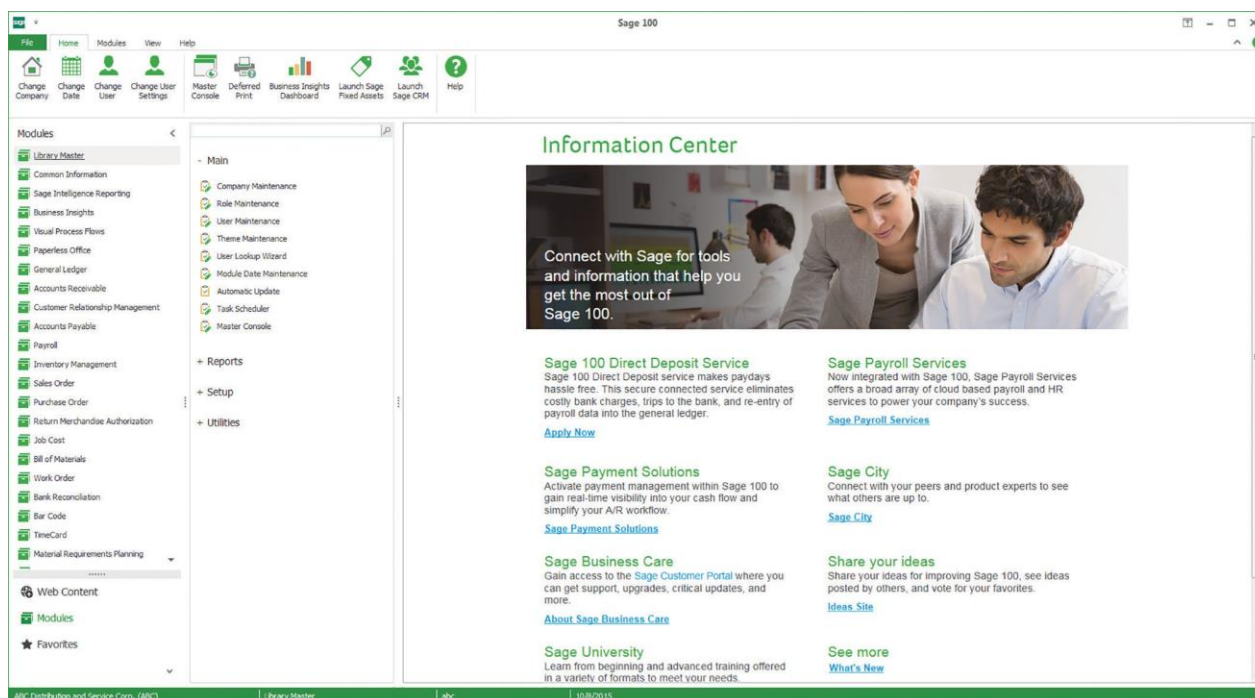 sage
Sage 100
File Home Modules View Help
Change Company
Change Date
Change User
Change User Settings
Master Console
Deferred Print
Business Insights Dashboard
Launch Sage Fixed Assets
Launch Sage CRM
Help
Modules
Library Master
Common Information
Sage Intelligence Reporting
Business Insights
Visual Process Flows
Paperless Office
General Ledger
Accounts Receivable
Customer Relationship Management
Accounts Payable
Payroll
Inventory Management
Sales Order
Purchase Order
Return Merchandise Authorization
Job Cost
Bill of Materials
Work Order
Bank Reconciliation
Bar Code
TimeCard
Material Requirements Planning
Web Content
Modules
Favorites
- Main
Company Maintenance
Role Maintenance
User Maintenance
Theme Maintenance
User Lookup Wizard
Module Date Maintenance
Automatic Update
Task Scheduler
Master Console
+ Reports
+ Setup
+ Utilities
Information Center
Connect with Sage for tools
and information that help you
get the most out of
Sage 100.
Sage 100 Direct Deposit Service
Sage 100 Direct Deposit service makes paydays
hassle free. This secure connected service eliminates
costly bank charges, trips to the bank, and re-entry of
payroll data into the general ledger.
Apply Now
Sage Payroll Services
Now integrated with Sage 100, Sage Payroll Services
offers a broad array of cloud based payroll and HR
services to power your company's success.
Sage Payroll Services
Sage Payment Solutions
Activate payment management within Sage 100 to
gain real-time visibility into your cash flow and
simplify your A/R workflow.
Sage Payment Solutions
Sage City
Connect with your peers and product experts to see
what others are up to.
Sage City
Sage Business Care
Gain access to the Sage Customer Portal where you
can get support, upgrades, critical updates, and
more.
About Sage Business Care
Share your ideas
Share your ideas for improving Sage 100, see ideas
posted by others, and vote for your favorites.
Ideas Site
Sage University
Learn from beginning and advanced training offered
in a variety of formats to meet your needs.
See more
What's New
ABC Distribution and Service Corp. (ABC) Library Master abc 10/8/2015